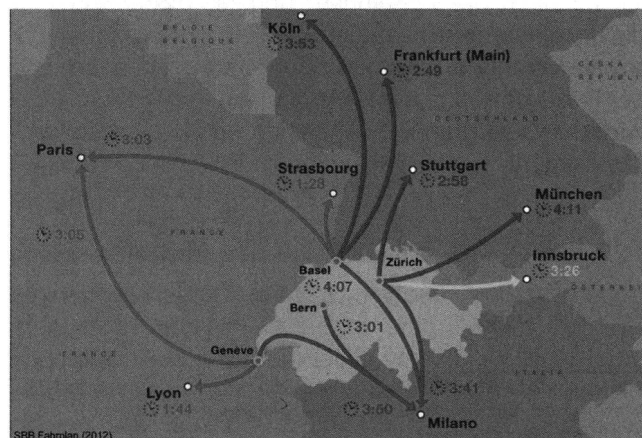 BELGIË
BELGIQUE
Köln
3:53
Frankfurt (Main)
2:49
ČESKÁ
REPUBLI
DEUTSCHLAND
3:03
Paris
Strasbourg
1:28
Stuttgart
2:58
München
4:11
3:05
FRANCE
Basel
4:07
Zürich
Innsbruck
3:26
ÖSTERREI
Bern
3:01
Genève
FRANCE
ITALIA
Lyon
1:44
3:50
3:41
Milano
SBB Fahrplan (2012)